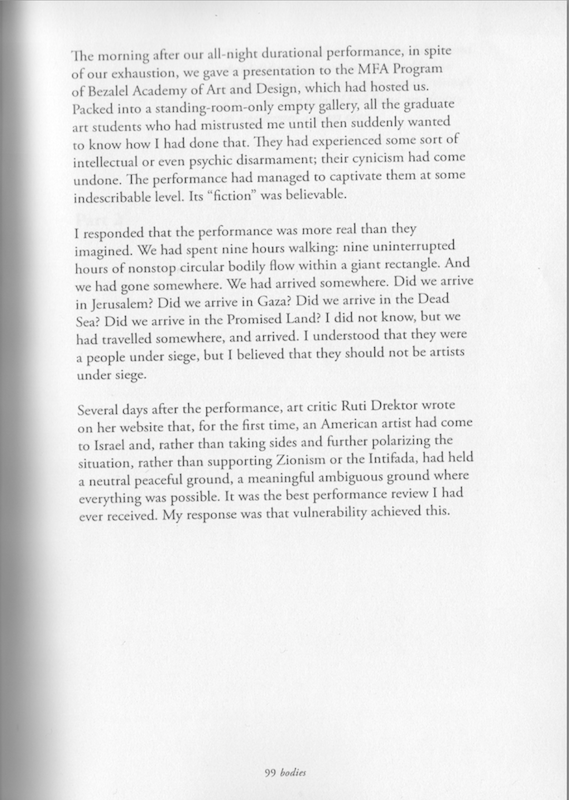 The morning after our all-night durational performance, in spite
of our exhaustion, we gave a presentation to the MFA Program
of Bezalel Academy of Art and Design, which had hosted us.
Packed into a standing-room-only empty gallery, all the graduate
art students who had mistrusted me until then suddenly wanted
to know how I had done that. They had experienced some sort of
intellectual or even psychic disarmament; their cynicism had come
undone. The performance had managed to captivate them at some
indescribable level. Its “fiction” was believable.
I responded that the performance was more real than they
imagined. We had spent nine hours walking: nine uninterrupted
hours of nonstop circular bodily flow within a giant rectangle. And
we had gone somewhere. We had arrived somewhere. Did we arrive
in Jerusalem? Did we arrive in Gaza? Did we arrive in the Dead
Sea? Did we arrive in the Promised Land? I did not know, but we
had travelled somewhere, and arrived. I understood that they were
a people under siege, but I believed that they should not be artists
under siege.
Several days after the performance, art critic Ruti Drektor wrote
on her website that, for the first time, an American artist had come
to Israel and, rather than taking sides and further polarizing the
situation, rather than supporting Zionism or the Intifada, had held
a neutral peaceful ground, a meaningful ambiguous ground where
everything was possible. It was the best performance review I had
ever received. My response was that vulnerability achieved this.
99 bodies